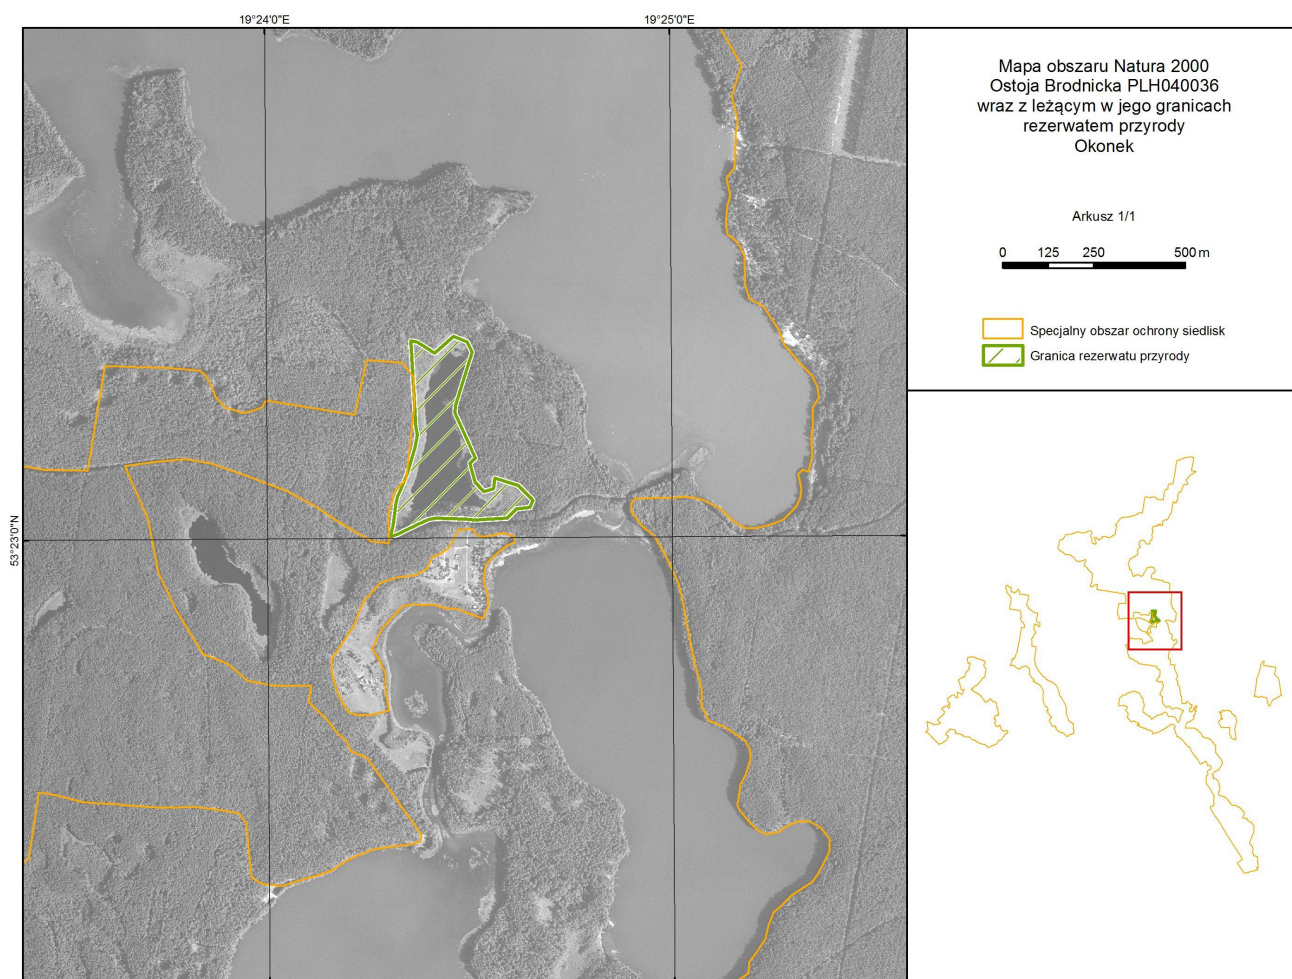 19°24'0"E
19°25'0"E
53°23'0"N
Mapa obszaru Natura 2000
Ostoja Brodnicka PLH040036
wraz z leżącym w jego granicach
rezerwatem przyrody
Okonek
Arkusz 1/1
0 125 250 500 m
Specjalny obszar ochrony siedlisk
Granica rezerwatu przyrody